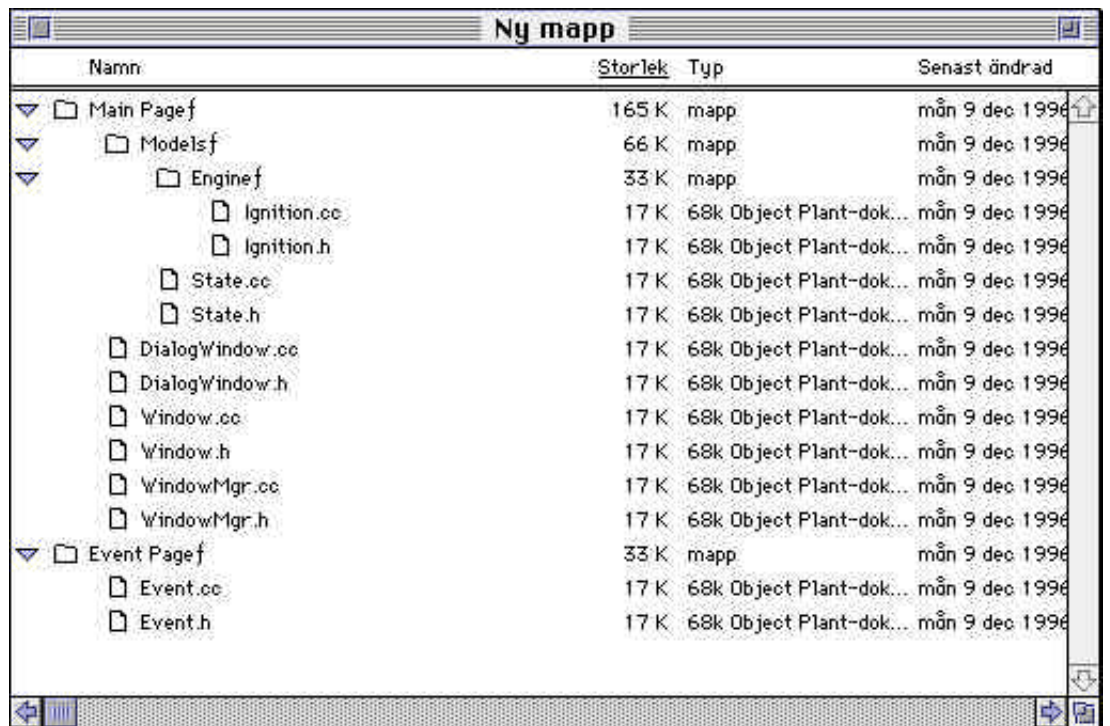 Ny mapp
Namn Storlek Typ Senast ändrad
Main Pageƒ 165 K mapp mån 9 dec 1996
Modelsƒ 66 K mapp mån 9 dec 1996
Engineƒ 33 K mapp mån 9 dec 1996
Ignition.cc 17 K 68k Object Plant-dok... mån 9 dec 1996
Ignition.h 17 K 68k Object Plant-dok... mån 9 dec 1996
State.cc 17 K 68k Object Plant-dok... mån 9 dec 1996
State.h 17 K 68k Object Plant-dok... mån 9 dec 1996
DialogWindow.cc 17 K 68k Object Plant-dok... mån 9 dec 1996
DialogWindow.h 17 K 68k Object Plant-dok... mån 9 dec 1996
Window.cc 17 K 68k Object Plant-dok... mån 9 dec 1996
Window.h 17 K 68k Object Plant-dok... mån 9 dec 1996
WindowMgr.cc 17 K 68k Object Plant-dok... mån 9 dec 1996
WindowMgr.h 17 K 68k Object Plant-dok... mån 9 dec 1996
Event Pageƒ 33 K mapp mån 9 dec 1996
Event.cc 17 K 68k Object Plant-dok... mån 9 dec 1996
Event.h 17 K 68k Object Plant-dok... mån 9 dec 1996